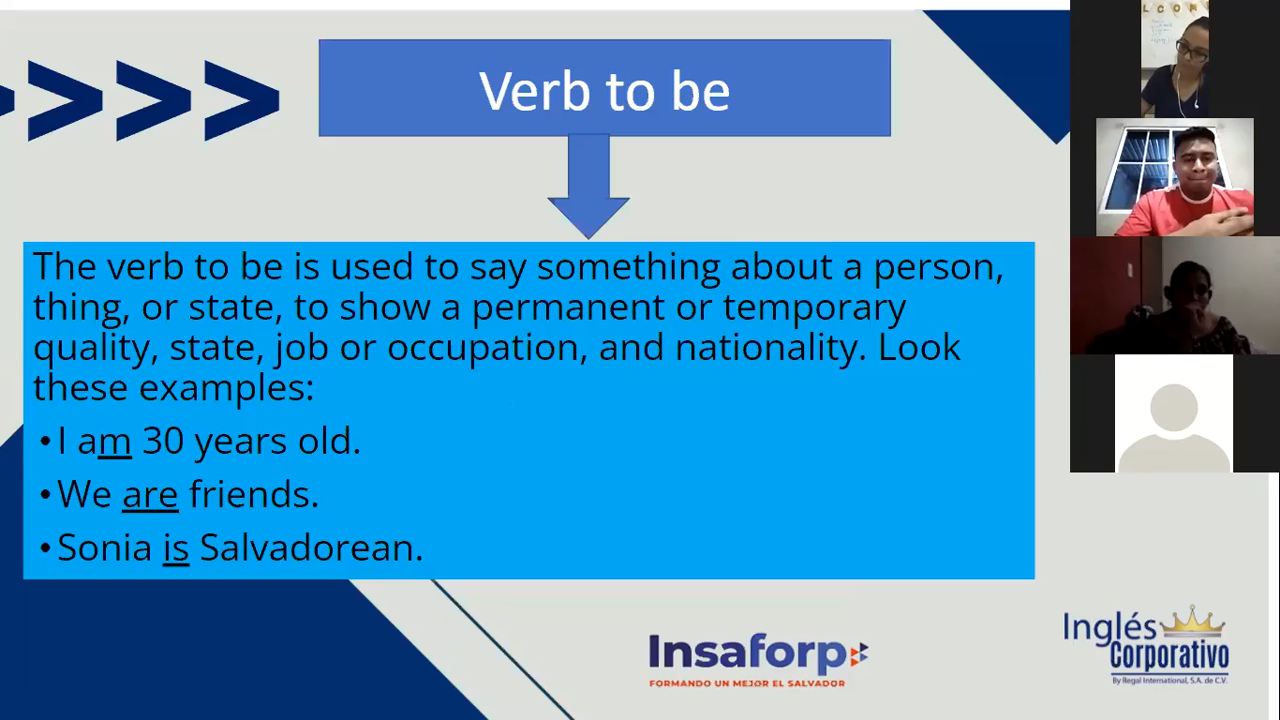 Verb to be
The verb to be is used to say something about a person,
thing, or state, to show a permanent or temporary
quality, state, job or occupation, and nationality. Look
these examples:
•I am 30 years old.
•We are friends.
•Sonia is Salvadorean.
Insaforp
FORMANDO UN MEJOR EL SALVADOR
Inglés
Corporativo
By Regal International, S.A. de C.V.